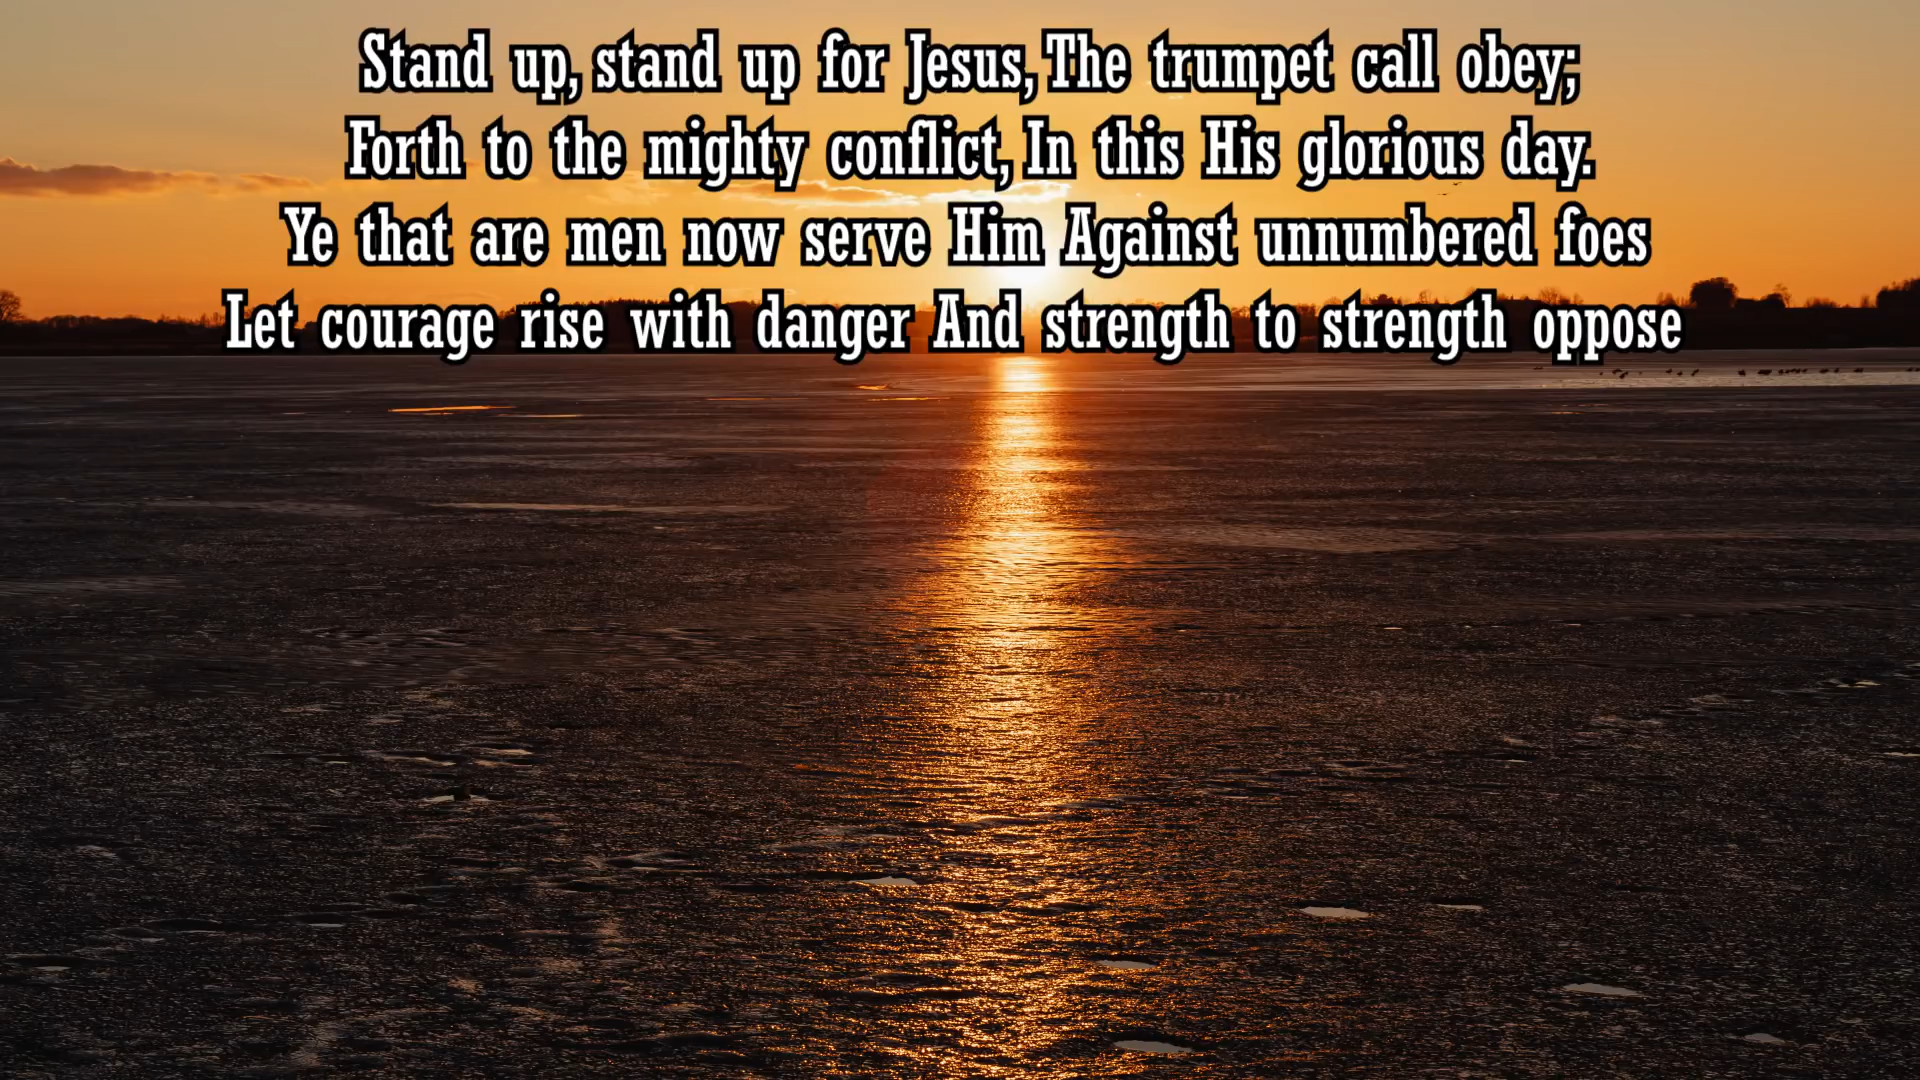 Stand up, stand up for Jesus, The trumpet call obey;
Forth to the mighty conflict, In this His glorious day.
Ye that are men now serve Him Against unnumbered foes
Let courage rise with danger And strength to strength oppose